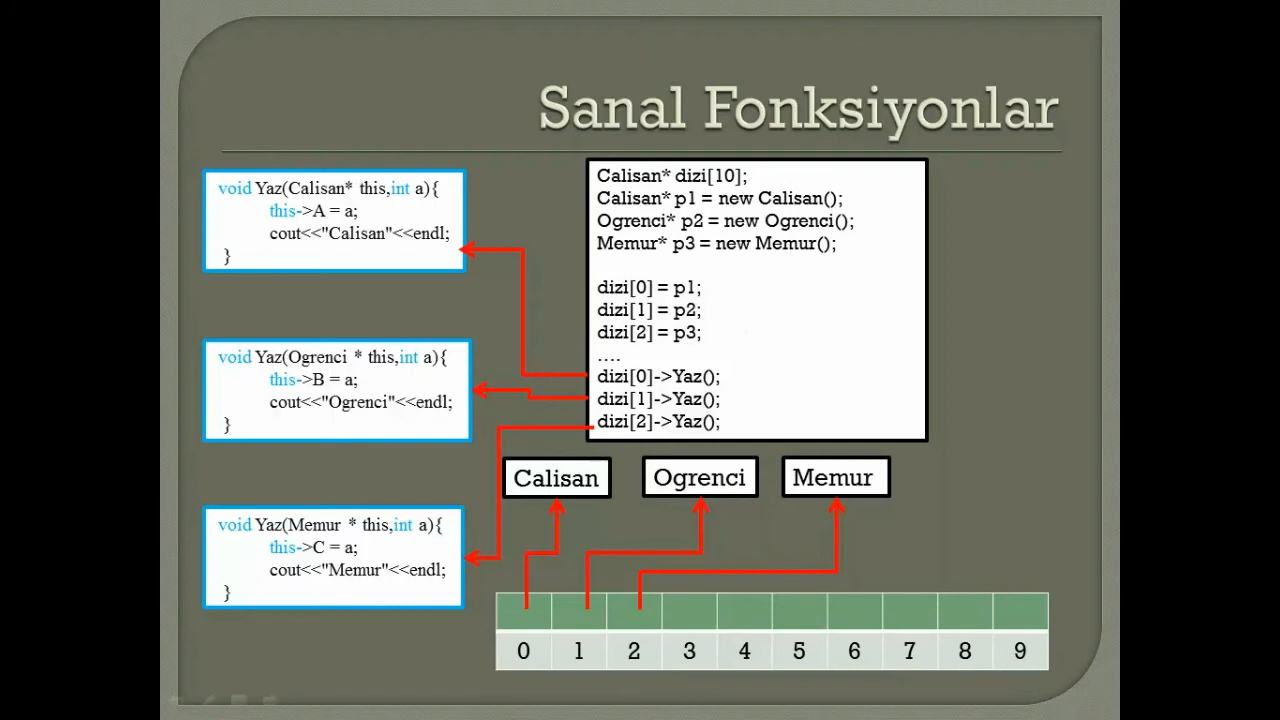 Sanal Fonksiyonlar
void Yaz(Calisan* this,int a){
this->A = a;
cout<<"Calisan"<<endl;
}
void Yaz(Ogrenci * this,int a){
this->B = a;
cout<<"Ogrenci"<<endl;
}
void Yaz(Memur * this,int a){
this->C = a;
cout<<"Memur"<<endl;
}
Calisan* dizi[10];
Calisan* p1 = new Calisan();
Ogrenci* p2 = new Ogrenci();
Memur* p3 = new Memur();
dizi[0] = p1;
dizi[1] = p2;
dizi[2] = p3;
....
dizi[0]->Yaz();
dizi[1]->Yaz();
dizi[2]->Yaz();
Calisan Ogrenci Memur
0 1 2 3 4 5 6 7 8 9